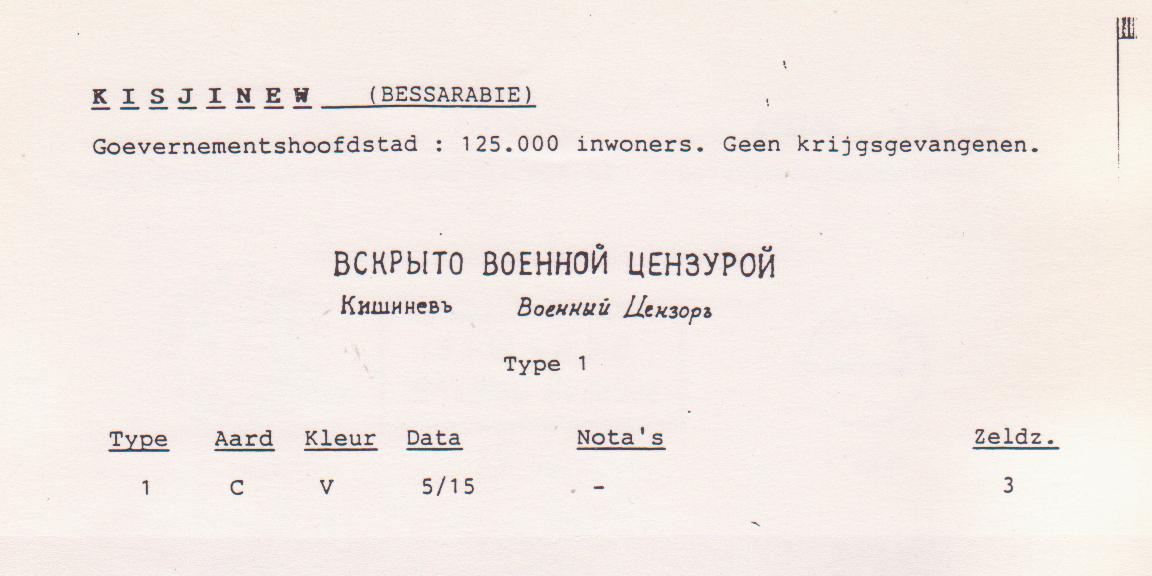 KISJINEW (BESSARABIE)
Goevernementshoofdstad : 125.000 inwoners. Geen krijgsgevangenen.
ВСКРЫТО ВОЕННОЙ ЦЕНЗУРОЙ
Кишиневъ Военный Цензоръ
Type 1
Type Aard Kleur Data Nota's Zeldz.
1 C V 5/15 - 3